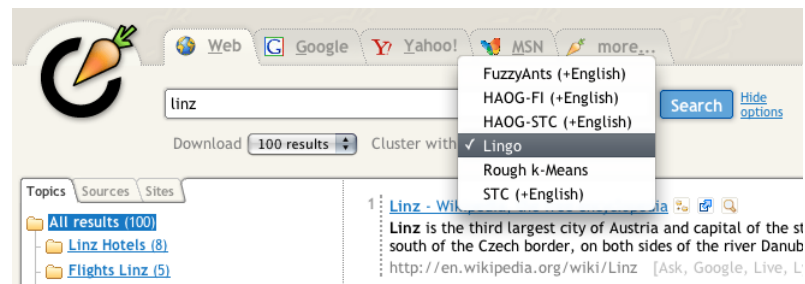 Web Google Yahoo! MSN more...
FuzzyAnts (+English)
HAOG-FI (+English)
HAOG-STC (+English)
✓ Lingo
Rough k-Means
STC (+English)
linz
Search
Hide options
Download 100 results Cluster with
Topics Sources Sites
All results (100)
Linz Hotels (8)
Flights Linz (5)
1 Linz - Wikipedia, the free encyclopedia
Linz is the third largest city of Austria and capital of the
south of the Czech border, on both sides of the river
http://en.wikipedia.org/wiki/Linz [Ask, Google, Live,